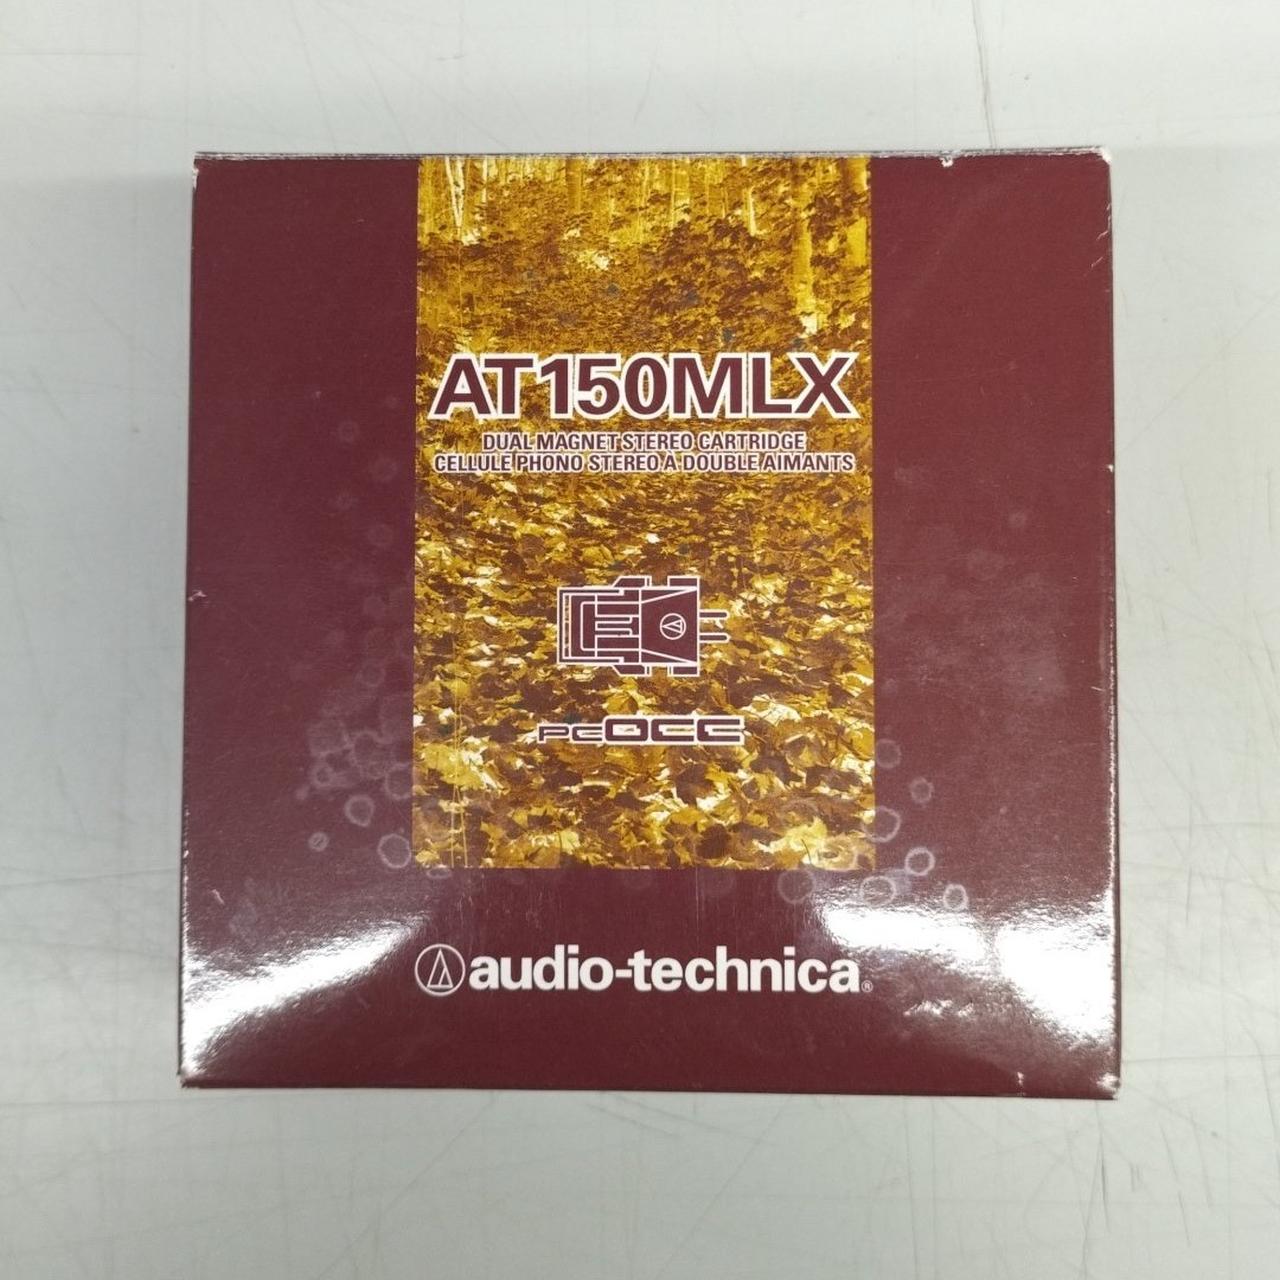 AT150MLX
DUAL MAGNET STEREO CARTRIDGE
CELLULE PHONO STEREO A DOUBLE AIMANTS
PCOCC
audio-technica®